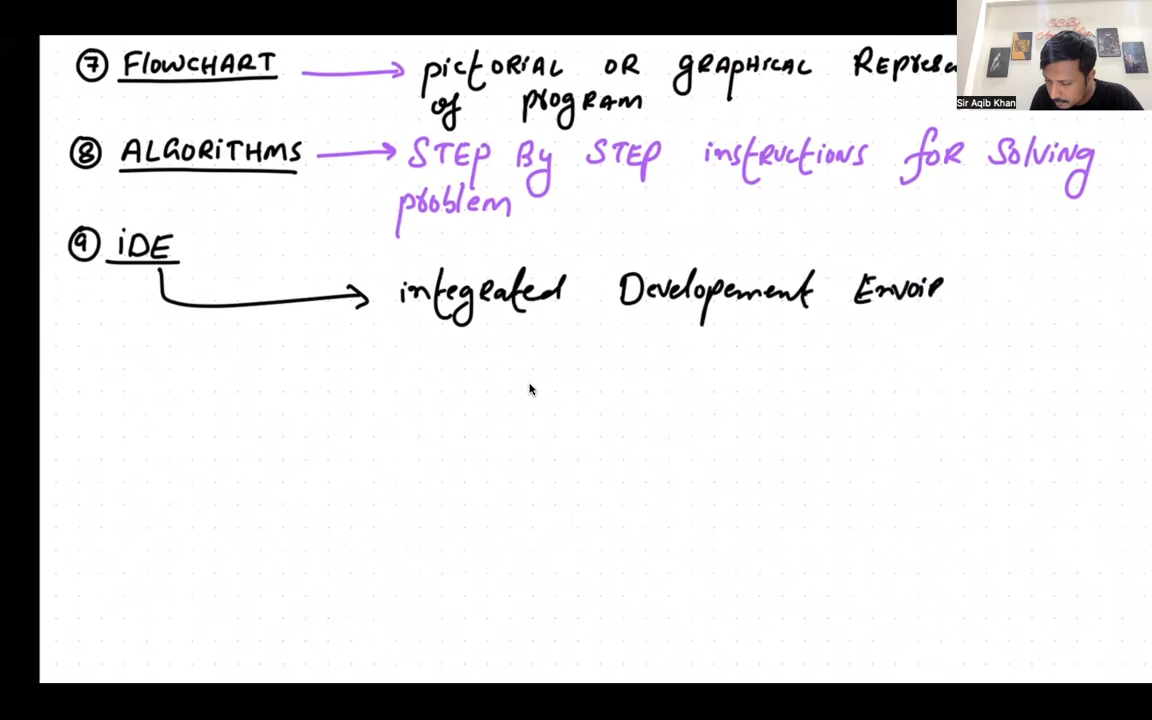 ⑦ FLOWCHART → pictORIAL OR gRAPHICAL Represe
of pROGRAM
⑧ ALGORITHMS → STEP By STEP instRUCTIONS foR Solving
pRoblem
⑨ iDE
integRated Developement EnvoiR
Sir Aqib Khan